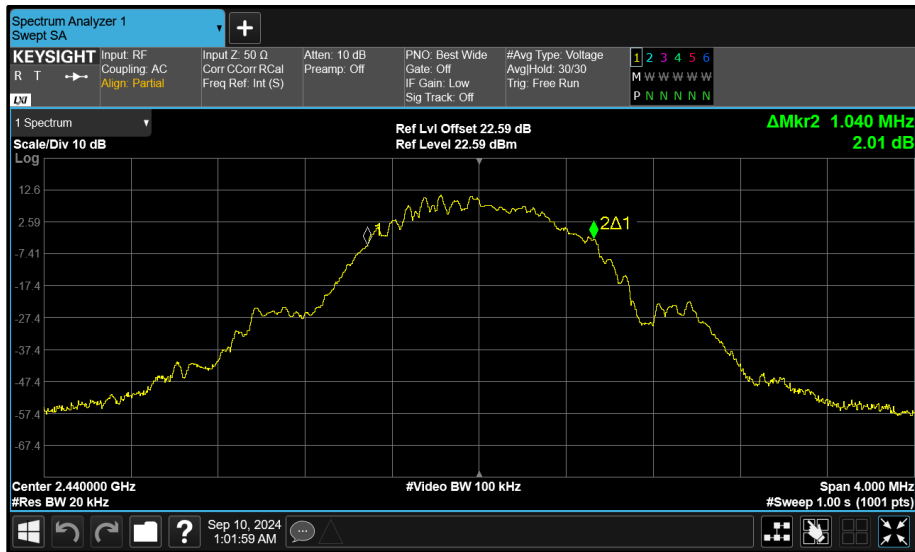 Spectrum Analyzer 1
Swept SA
▼
+
KEYSIGHT
R T
LXI
Input: RF
Coupling: AC
Align: Partial
Input Z: 50 Ω
Corr CCorr RCal
Freq Ref: Int (S)
Atten: 10 dB
Preamp: Off
PNO: Best Wide
Gate: Off
IF Gain: Low
Sig Track: Off
#Avg Type: Voltage
Avg|Hold: 30/30
Trig: Free Run
1 2 3 4 5 6
M W W W W W
P N N N N N
1 Spectrum ▼
Scale/Div 10 dB
Log
Ref Lvl Offset 22.59 dB
Ref Level 22.59 dBm
ΔMkr2 1.040 MHz
2.01 dB
12.6
2.59
-7.41
-17.4
-27.4
-37.4
-47.4
-57.4
-67.4
1
2Δ1
Center 2.440000 GHz
#Res BW 20 kHz
#Video BW 100 kHz
Span 4.000 MHz
#Sweep 1.00 s (1001 pts)
?
Sep 10, 2024
1:01:59 AM